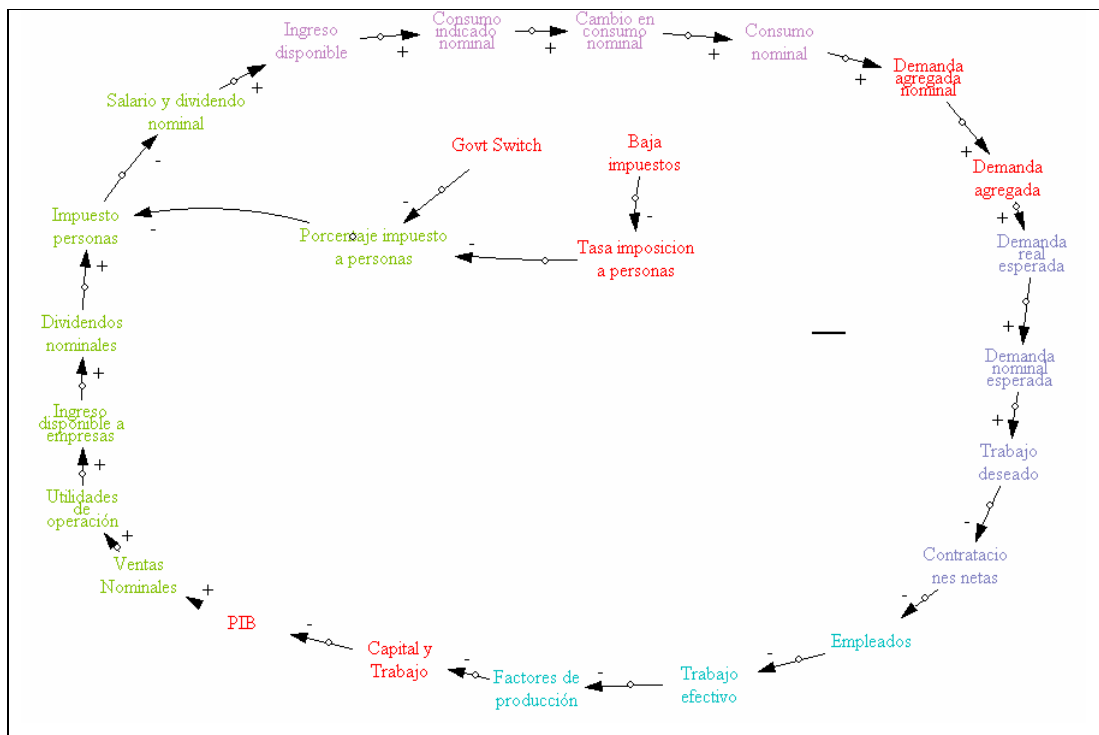 Ingreso
disponible
Consumo
indicado
nominal
Cambio en
consumo
nominal
Consumo
nominal
Demanda
agregada
nominal
Demanda
agregada
Demanda
real
esperada
Demanda
nominal
esperada
Trabajo
deseado
Contratacio
nes netas
Empleados
Trabajo
efectivo
Factores de
producción
Capital y
Trabajo
PIB
Ventas
Nominales
Utilidades
de
operación
Ingreso
disponible a
empresas
Dividendos
nominales
Impuesto
personas
Salario y dividendo
nominal
Govt Switch
Baja
impuestos
Porcentaje impuesto
a personas
Tasa imposicion
a personas
+
+
+
+
+
+
+
+
+
-
-
-
-
-
-
+
+
+
+
+
-
-
-
-
-